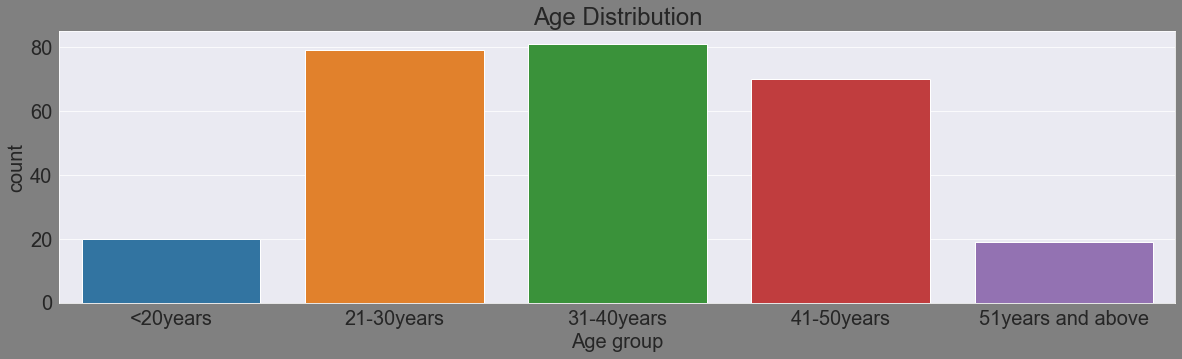 Age Distribution
count
80
60
40
20
0
<20years 21-30years 31-40years 41-50years 51years and above
Age group